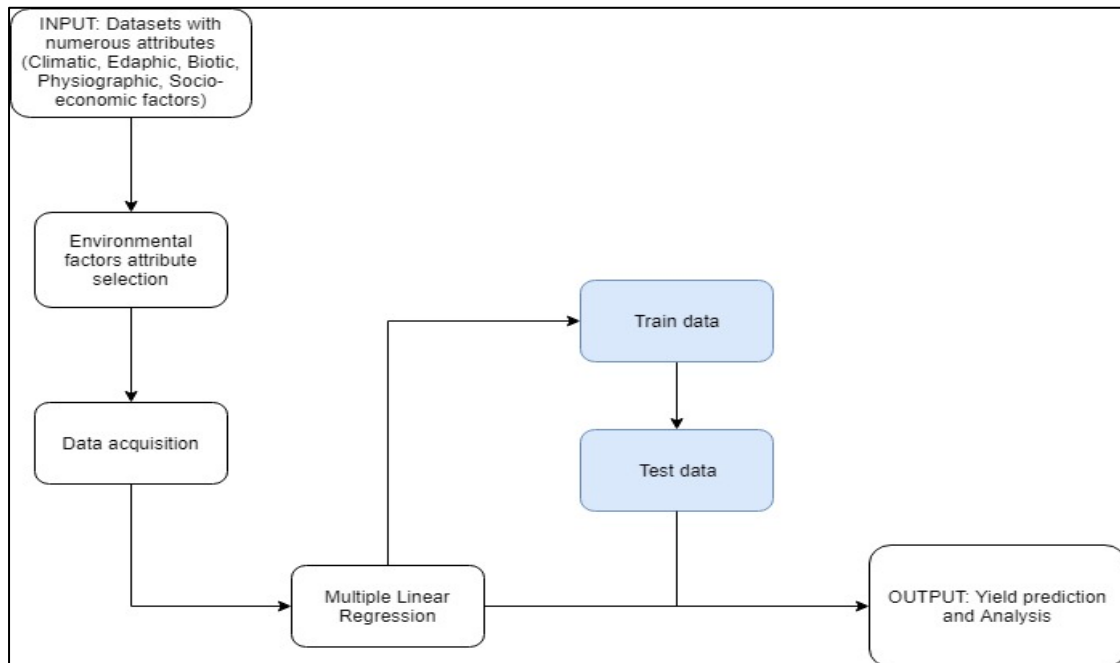 INPUT: Datasets with
numerous attributes
(Climatic, Edaphic, Biotic,
Physiographic, Socio-
economic factors)
Environmental
factors attribute
selection
Data acquisition
Multiple Linear
Regression
Train data
Test data
OUTPUT: Yield prediction
and Analysis